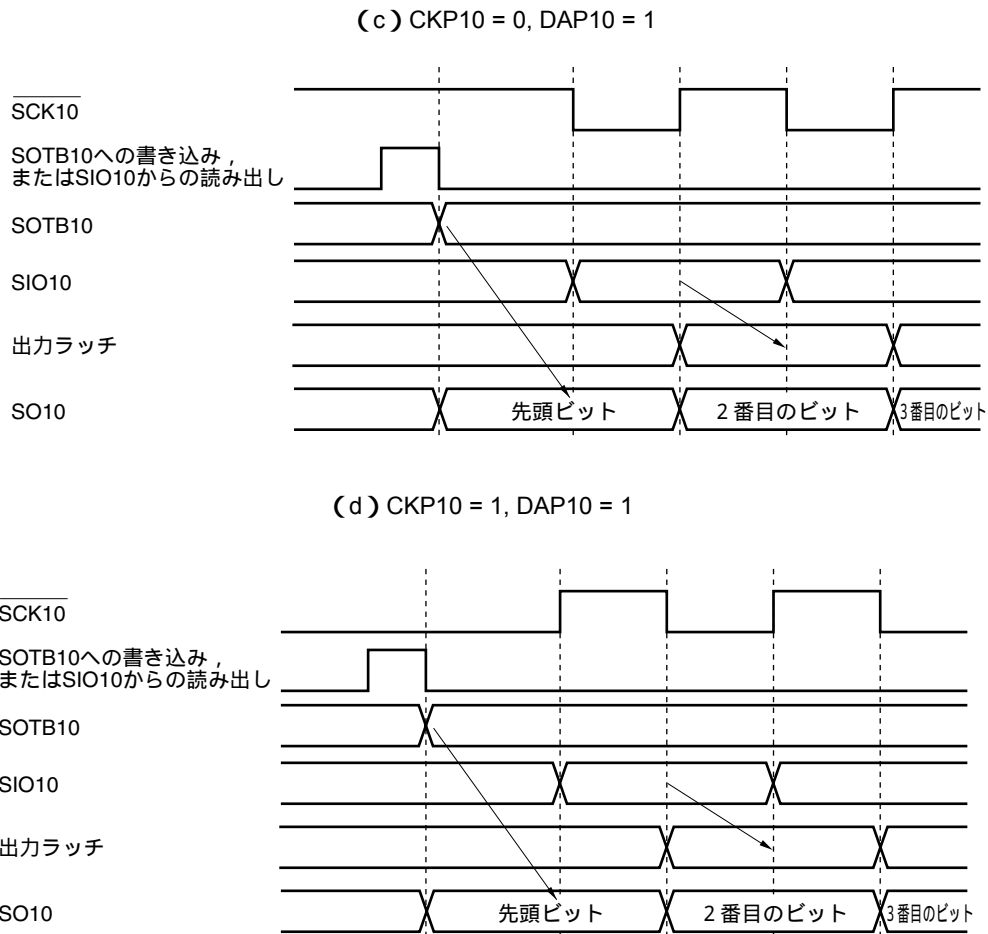 (c) CKP10 = 0, DAP10 = 1
SCK10
SOTB10への書き込み，
またはSIO10からの読み出し
SOTB10
SIO10
出力ラッチ
SO10
先頭ビット
2番目のビット
3番目のビット
(d) CKP10 = 1, DAP10 = 1
SCK10
SOTB10への書き込み，
またはSIO10からの読み出し
SOTB10
SIO10
出力ラッチ
SO10
先頭ビット
2番目のビット
3番目のビット